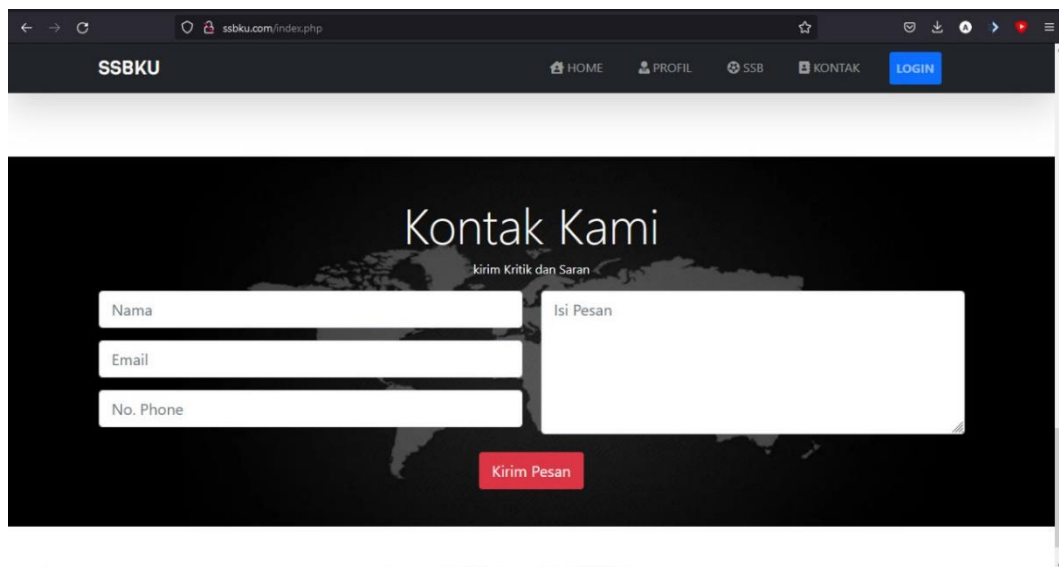 ssbku.com/index.php
SSBKU HOME PROFIL SSB KONTAK LOGIN
Kontak Kami
kirim Kritik dan Saran
Nama
Email
No. Phone
Isi Pesan
Kirim Pesan